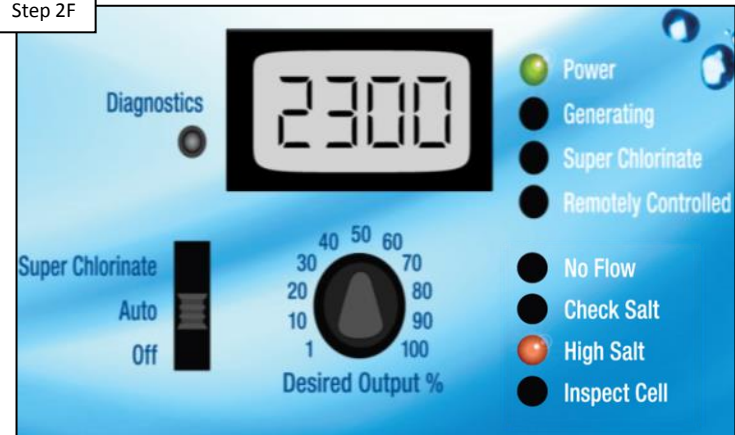 Step 2F
Diagnostics
2300
Power
Generating
Super Chlorinate
Remotely Controlled
Super Chlorinate
Auto
Off
40 50 60
30 70
20 80
10 90
1 100
Desired Output %
No Flow
Check Salt
High Salt
Inspect Cell